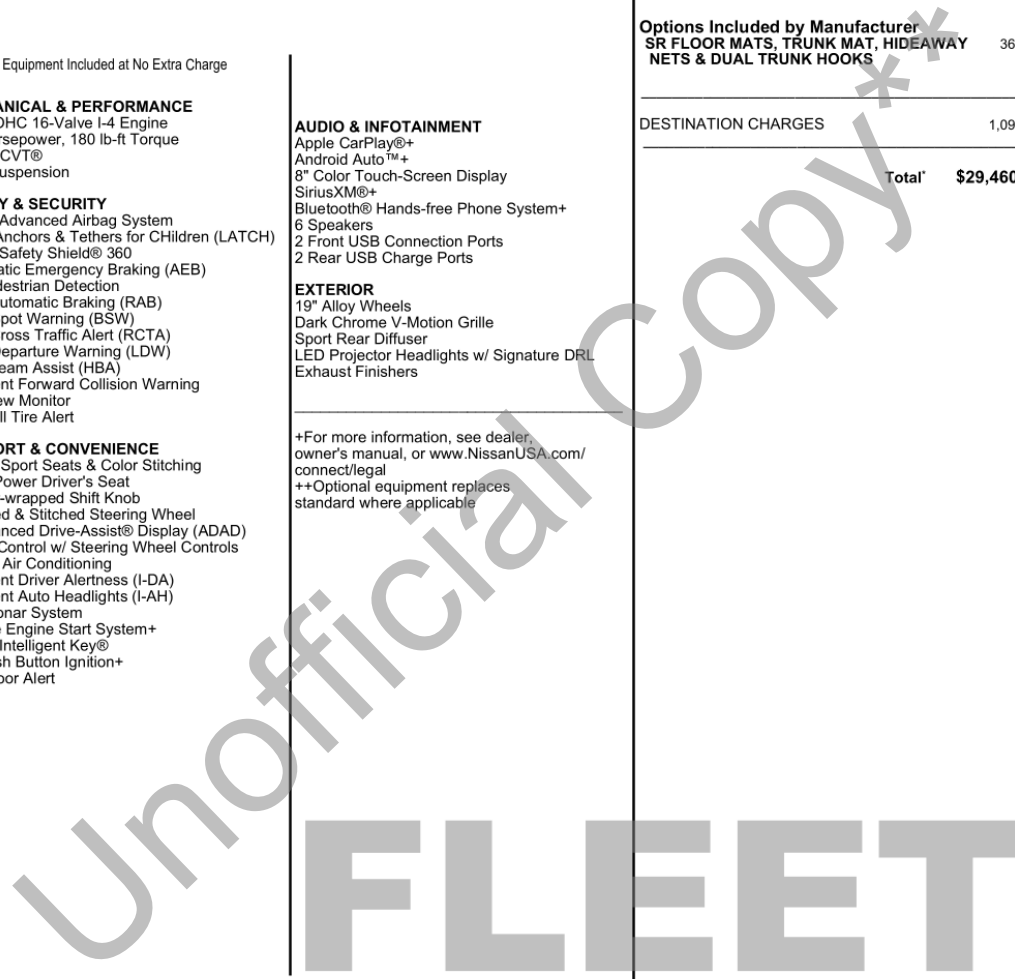 Equipment Included at No Extra Charge
ANICAL & PERFORMANCE
OHC 16-Valve I-4 Engine
rsepower, 180 lb-ft Torque
CVT®
uspension
Y & SECURITY
Advanced Airbag System
Anchors & Tethers for CHildren (LATCH)
Safety Shield® 360
atic Emergency Braking (AEB)
destrian Detection
utomatic Braking (RAB)
pot Warning (BSW)
ross Traffic Alert (RCTA)
eparture Warning (LDW)
eam Assist (HBA)
nt Forward Collision Warning
ew Monitor
ll Tire Alert
ORT & CONVENIENCE
Sport Seats & Color Stitching
Power Driver's Seat
-wrapped Shift Knob
ed & Stitched Steering Wheel
nced Drive-Assist® Display (ADAD)
Control w/ Steering Wheel Controls
Air Conditioning
nt Driver Alertness (I-DA)
nt Auto Headlights (I-AH)
onar System
e Engine Start System+
Intelligent Key®
sh Button Ignition+
oor Alert
AUDIO & INFOTAINMENT
Apple CarPlay®+
Android Auto™+
8" Color Touch-Screen Display
SiriusXM®+
Bluetooth® Hands-free Phone System+
6 Speakers
2 Front USB Connection Ports
2 Rear USB Charge Ports
EXTERIOR
19" Alloy Wheels
Dark Chrome V-Motion Grille
Sport Rear Diffuser
LED Projector Headlights w/ Signature DRL
Exhaust Finishers
+For more information, see dealer,
owner's manual, or www.NissanUSA.com/
connect/legal
++Optional equipment replaces
standard where applicable
Options Included by Manufacturer
SR FLOOR MATS, TRUNK MAT, HIDEAWAY 36
NETS & DUAL TRUNK HOOKS
DESTINATION CHARGES 1,09
Total* $29,460
Unofficial Copy**
FLEET